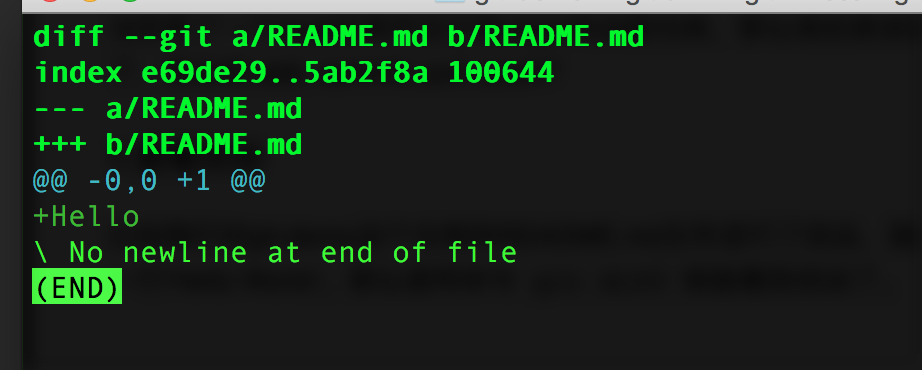 diff --git a/README.md b/README.md
index e69de29..5ab2f8a 100644
--- a/README.md
+++ b/README.md
@@ -0,0 +1 @@
+Hello
\ No newline at end of file
(END)